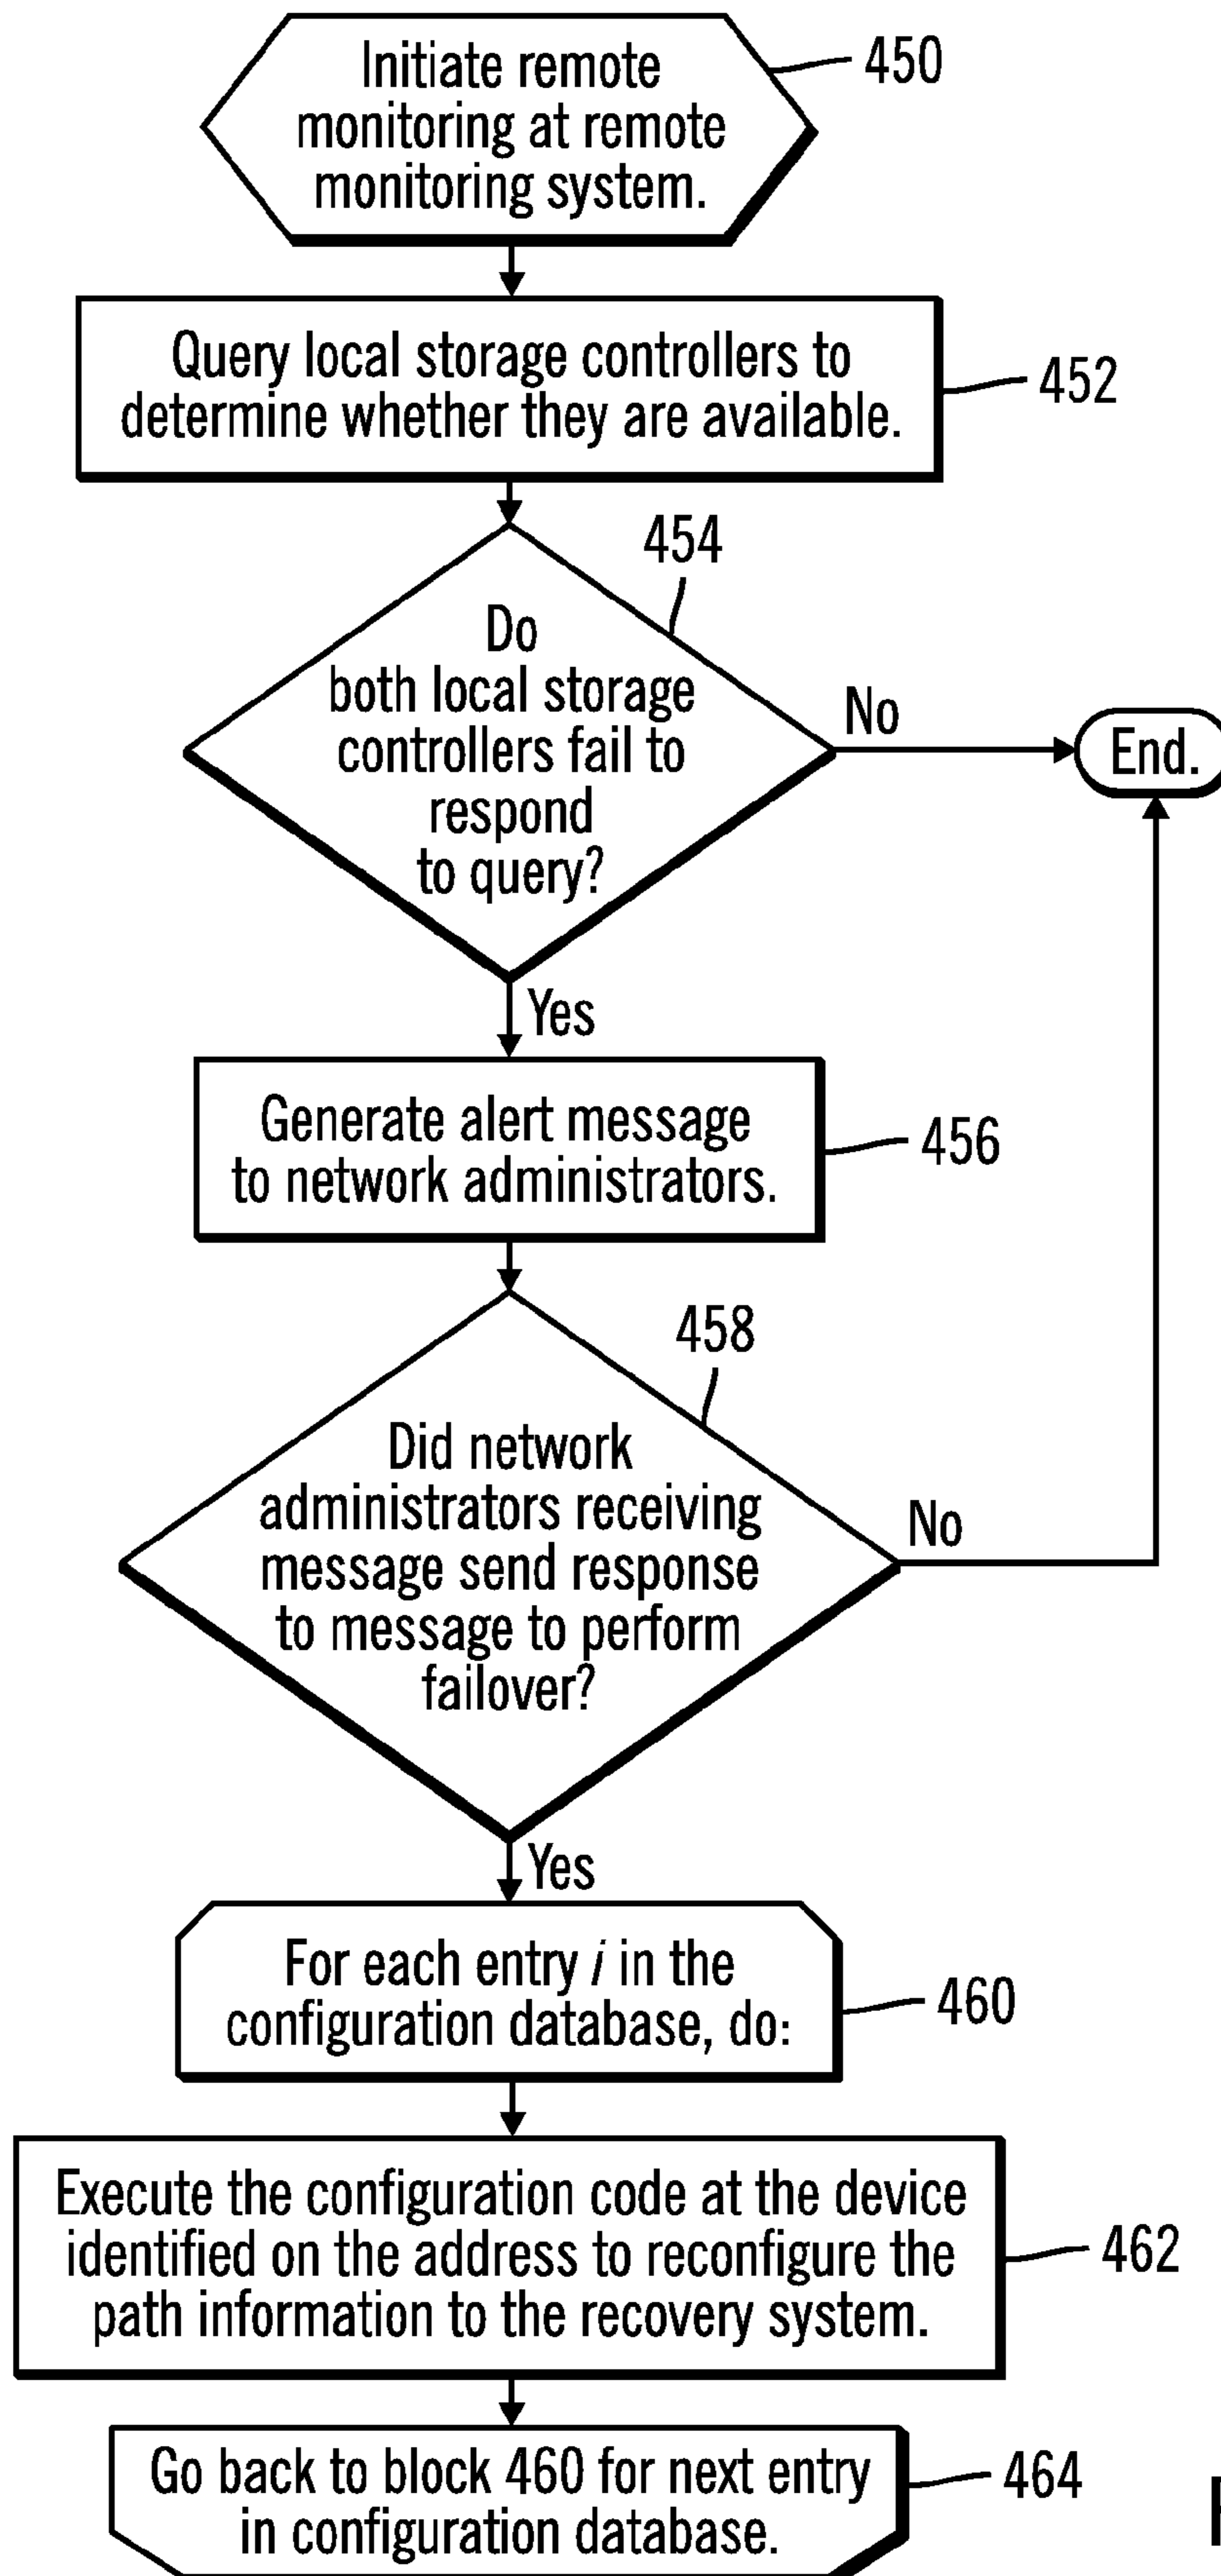 Initiate remote
monitoring at remote
monitoring system.
450
Query local storage controllers to
determine whether they are available.
452
454
Do
both local storage
controllers fail to
respond
to query?
No
End.
Yes
Generate alert message
to network administrators.
456
458
Did network
administrators receiving
message send response
to message to perform
failover?
No
Yes
For each entry i in the
configuration database, do:
460
Execute the configuration code at the device
identified on the address to reconfigure the
path information to the recovery system.
462
Go back to block 460 for next entry
in configuration database.
464